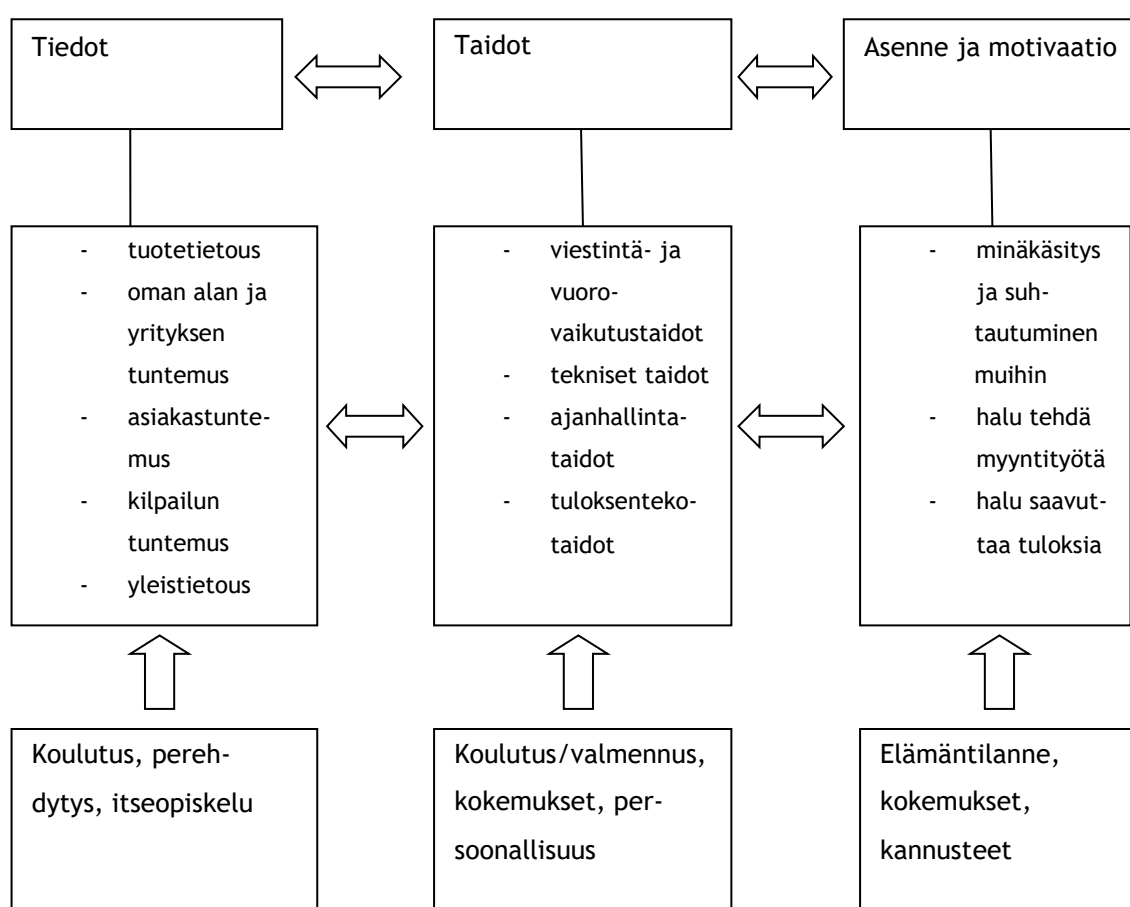 Tiedot
Taidot
Asenne ja motivaatio
- tuotetietous
- oman alan ja
yrityksen
tuntemus
- asiakastunte-
mus
- kilpailun
tuntemus
- yleistietous
- viestintä- ja
vuoro-
vaikutustaidot
- tekniset taidot
- ajanhallinta-
taidot
- tuloksenteko-
taidot
- minäkäsitys
ja suh-
tautuminen
muihin
- halu tehdä
myyntityötä
- halu saavut-
taa tuloksia
Koulutus, pereh-
dytys, itseopiskelu
Koulutus/valmennus,
kokemukset, per-
soonallisuus
Elämäntilanne,
kokemukset,
kannusteet